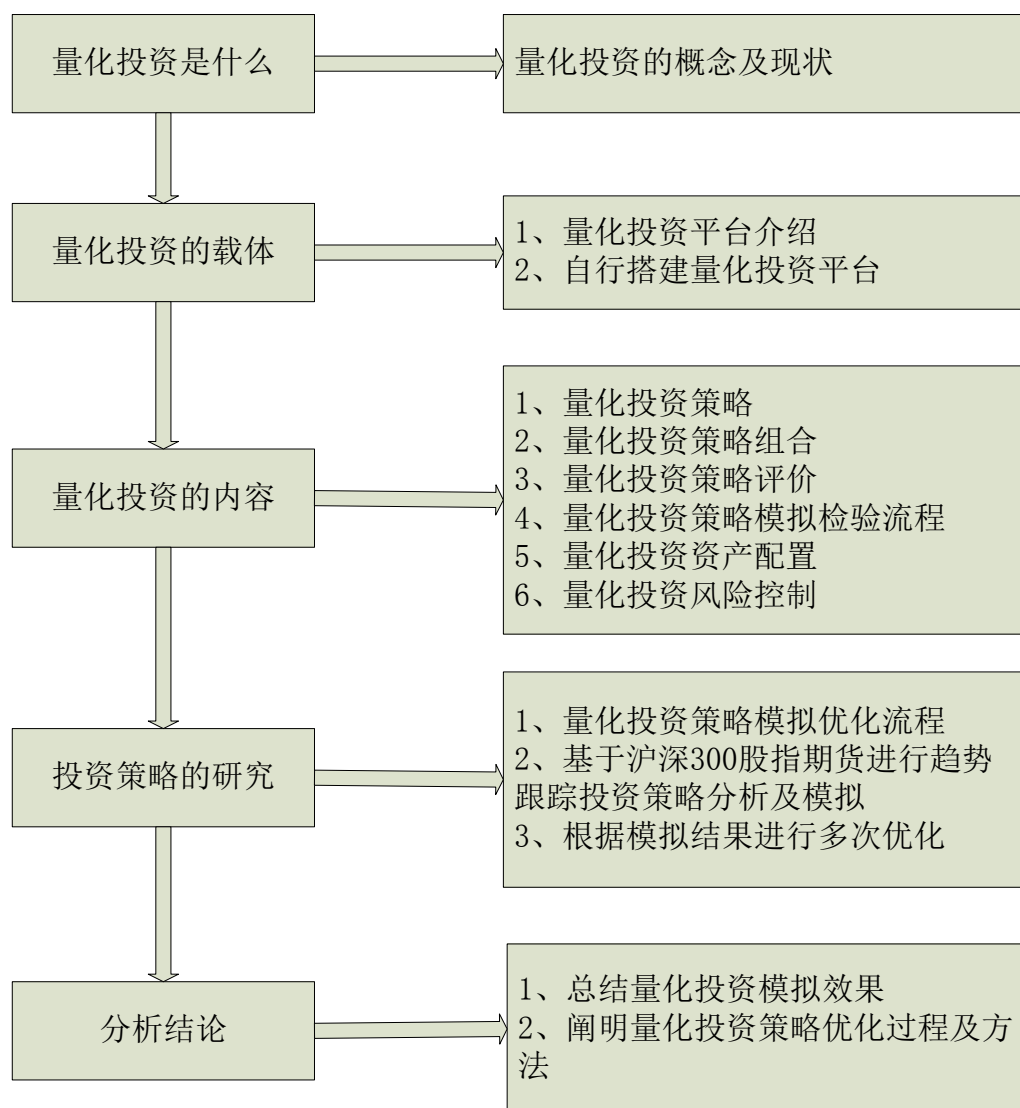 量化投资是什么
量化投资的概念及现状
量化投资的载体
1、量化投资平台介绍
2、自行搭建量化投资平台
量化投资的内容
1、量化投资策略
2、量化投资策略组合
3、量化投资策略评价
4、量化投资策略模拟检验流程
5、量化投资资产配置
6、量化投资风险控制
投资策略的研究
1、量化投资策略模拟优化流程
2、基于沪深300股指期货进行趋势
跟踪投资策略分析及模拟
3、根据模拟结果进行多次优化
分析结论
1、总结量化投资模拟效果
2、阐明量化投资策略优化过程及方
法